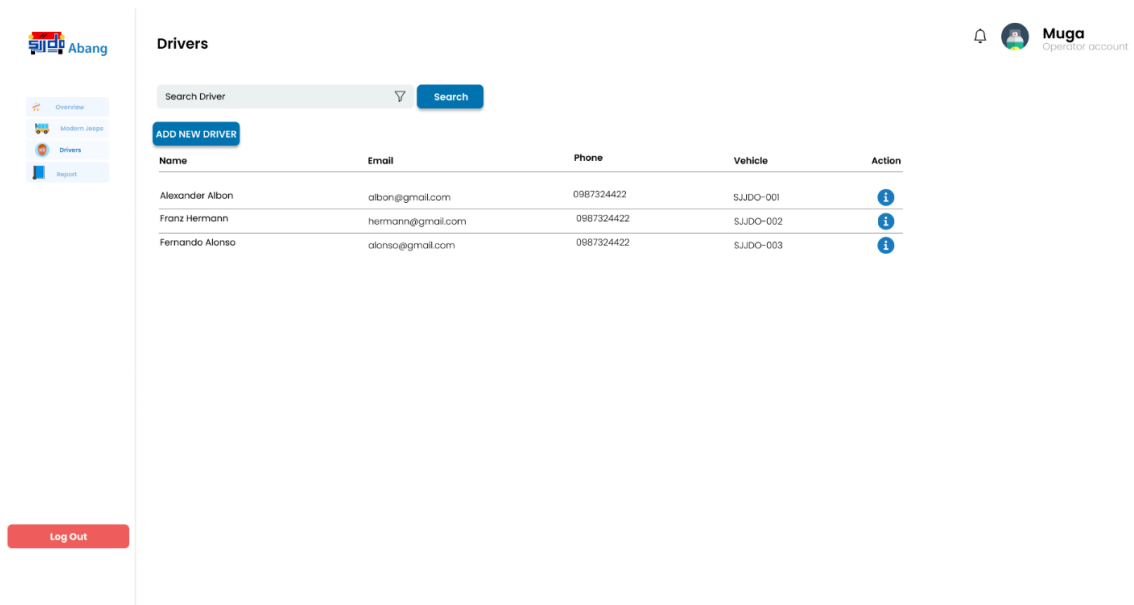 SJJDO Abang
Drivers
Muga
Operator account
Search Driver
Search
Overview
Modern Jeeps
Drivers
Report
ADD NEW DRIVER
Name Email Phone Vehicle Action
Alexander Albon albon@gmail.com 0987324422 SJJDO-001
Franz Hermann hermann@gmail.com 0987324422 SJJDO-002
Fernando Alonso alonso@gmail.com 0987324422 SJJDO-003
Log Out